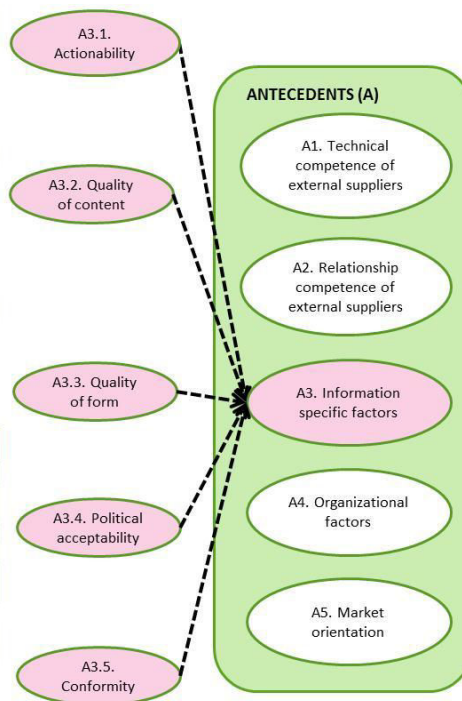 A3.1.
Actionability
A3.2. Quality
of content
A3.3. Quality
of form
A3.4. Political
acceptability
A3.5.
Conformity
ANTECEDENTS (A)
A1. Technical
competence of
external suppliers
A2. Relationship
competence of
external suppliers
A3. Information
specific factors
A4. Organizational
factors
A5. Market
orientation